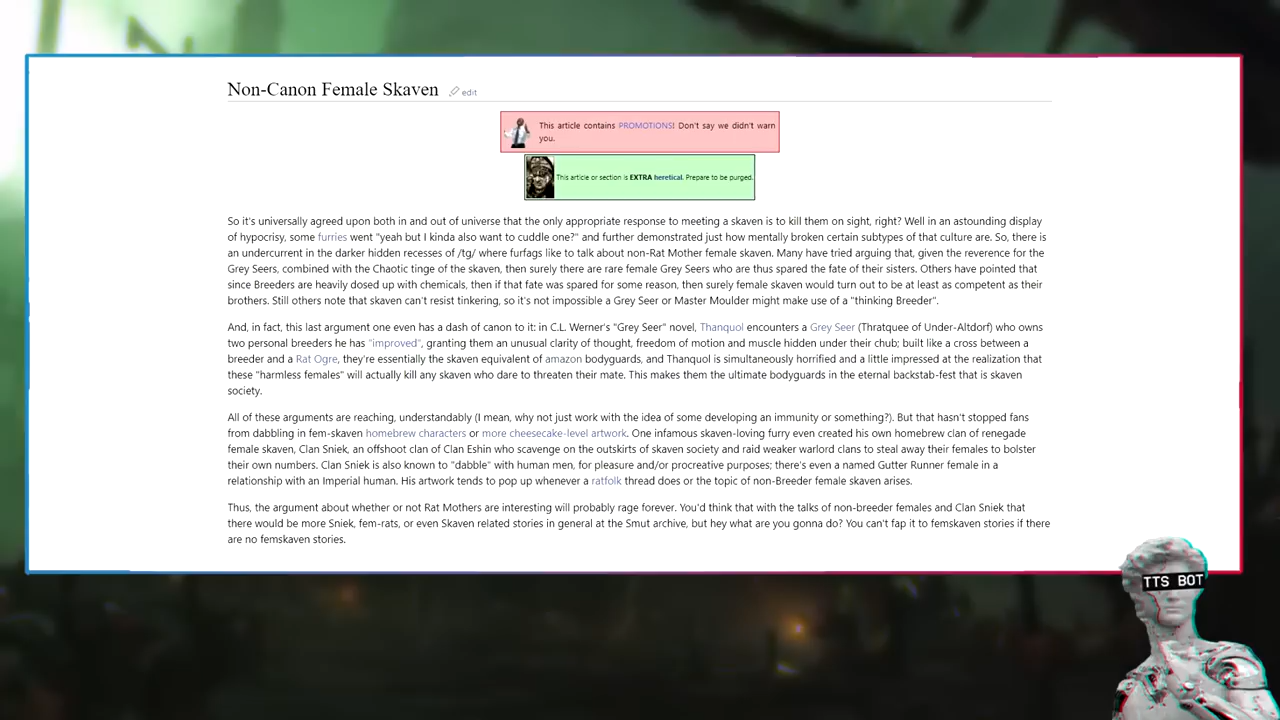 Non-Canon Female Skaven edit
This article contains PROMOTIONS! Don't say we didn't warn
you.
This article or section is EXTRA heretical. Prepare to be purged.
So it's universally agreed upon both in and out of universe that the only appropriate response to meeting a skaven is to kill them on sight, right? Well in an astounding display
of hypocrisy, some furries went "yeah but I kinda also want to cuddle one?" and further demonstrated just how mentally broken certain subtypes of that culture are. So, there is
an undercurrent in the darker hidden recesses of /tg/ where furfags like to talk about non-Rat Mother female skaven. Many have tried arguing that, given the reverence for the
Grey Seers, combined with the Chaotic tinge of the skaven, then surely there are rare female Grey Seers who are thus spared the fate of their sisters. Others have pointed that
since Breeders are heavily dosed up with chemicals, then if that fate was spared for some reason, then surely female skaven would turn out to be at least as competent as their
brothers. Still others note that skaven can't resist tinkering, so it's not impossible a Grey Seer or Master Moulder might make use of a "thinking Breeder".
And, in fact, this last argument one even has a dash of canon to it: in C.L. Werner's "Grey Seer" novel, Thanquol encounters a Grey Seer (Thratquee of Under-Altdorf) who owns
two personal breeders he has "improved", granting them an unusual clarity of thought, freedom of motion and muscle hidden under their chub; built like a cross between a
breeder and a Rat Ogre, they're essentially the skaven equivalent of amazon bodyguards, and Thanquol is simultaneously horrified and a little impressed at the realization that
these "harmless females" will actually kill any skaven who dare to threaten their mate. This makes them the ultimate bodyguards in the eternal backstab-fest that is skaven
society.
All of these arguments are reaching, understandably (I mean, why not just work with the idea of some developing an immunity or something?). But that hasn't stopped fans
from dabbling in fem-skaven homebrew characters or more cheesecake-level artwork. One infamous skaven-loving furry even created his own homebrew clan of renegade
female skaven, Clan Sniek, an offshoot clan of Clan Eshin who scavenge on the outskirts of skaven society and raid weaker warlord clans to steal away their females to bolster
their own numbers. Clan Sniek is also known to "dabble" with human men, for pleasure and/or procreative purposes; there's even a named Gutter Runner female in a
relationship with an Imperial human. His artwork tends to pop up whenever a ratfolk thread does or the topic of non-Breeder female skaven arises.
Thus, the argument about whether or not Rat Mothers are interesting will probably rage forever. You'd think that with the talks of non-breeder females and Clan Sniek that
there would be more Sniek, fem-rats, or even Skaven related stories in general at the Smut archive, but hey what are you gonna do? You can't fap it to femskaven stories if there
are no femskaven stories.
TTS BOT